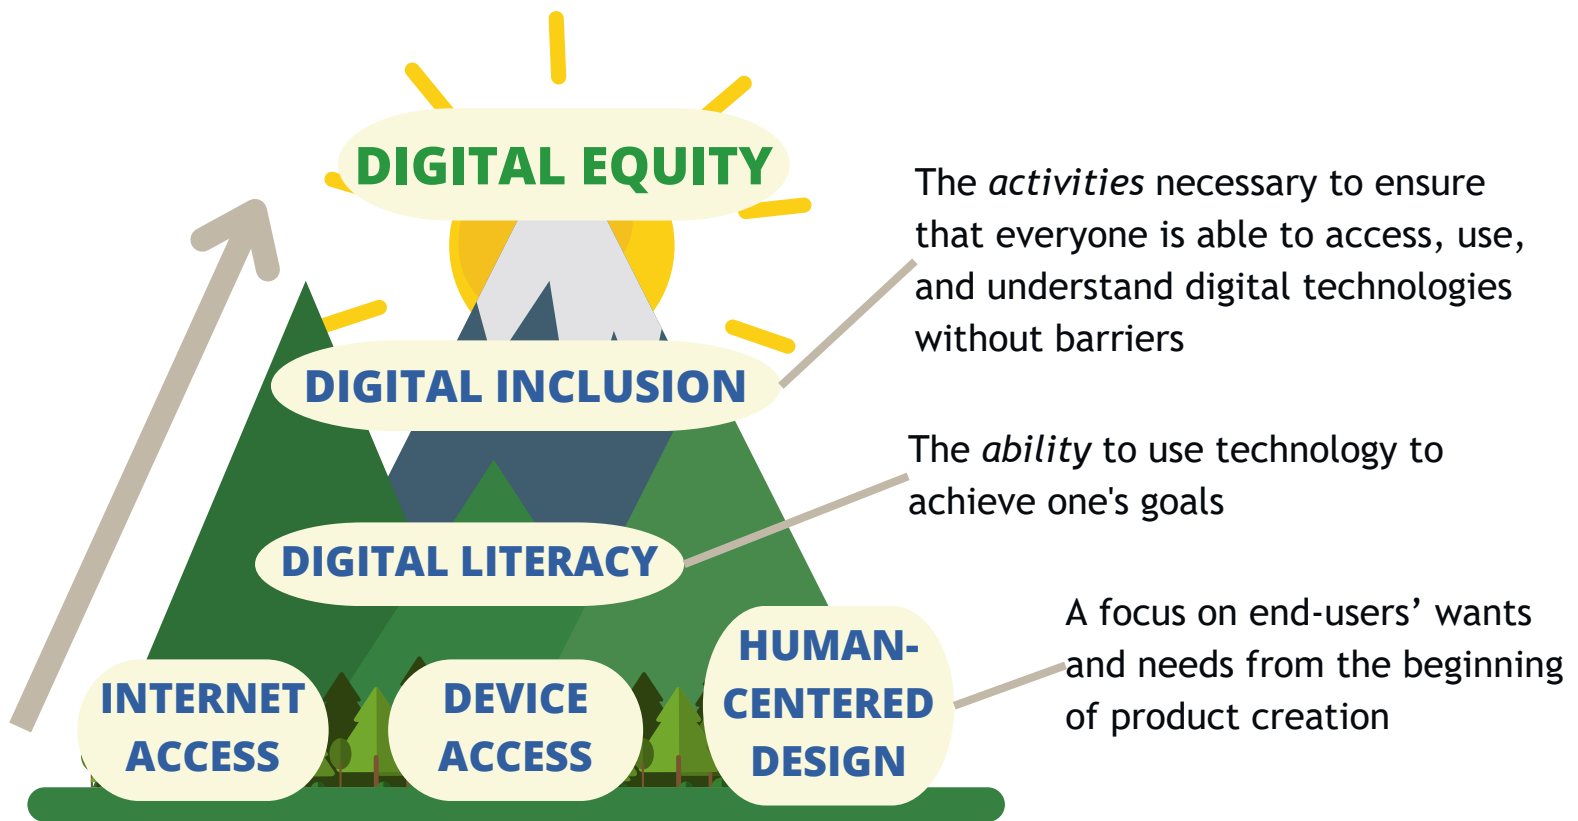 DIGITAL EQUITY
The activities necessary to ensure
that everyone is able to access, use,
and understand digital technologies
without barriers
DIGITAL INCLUSION
The ability to use technology to
achieve one's goals
DIGITAL LITERACY
A focus on end-users’ wants
and needs from the beginning
of product creation
INTERNET
ACCESS
DEVICE
ACCESS
HUMAN-
CENTERED
DESIGN